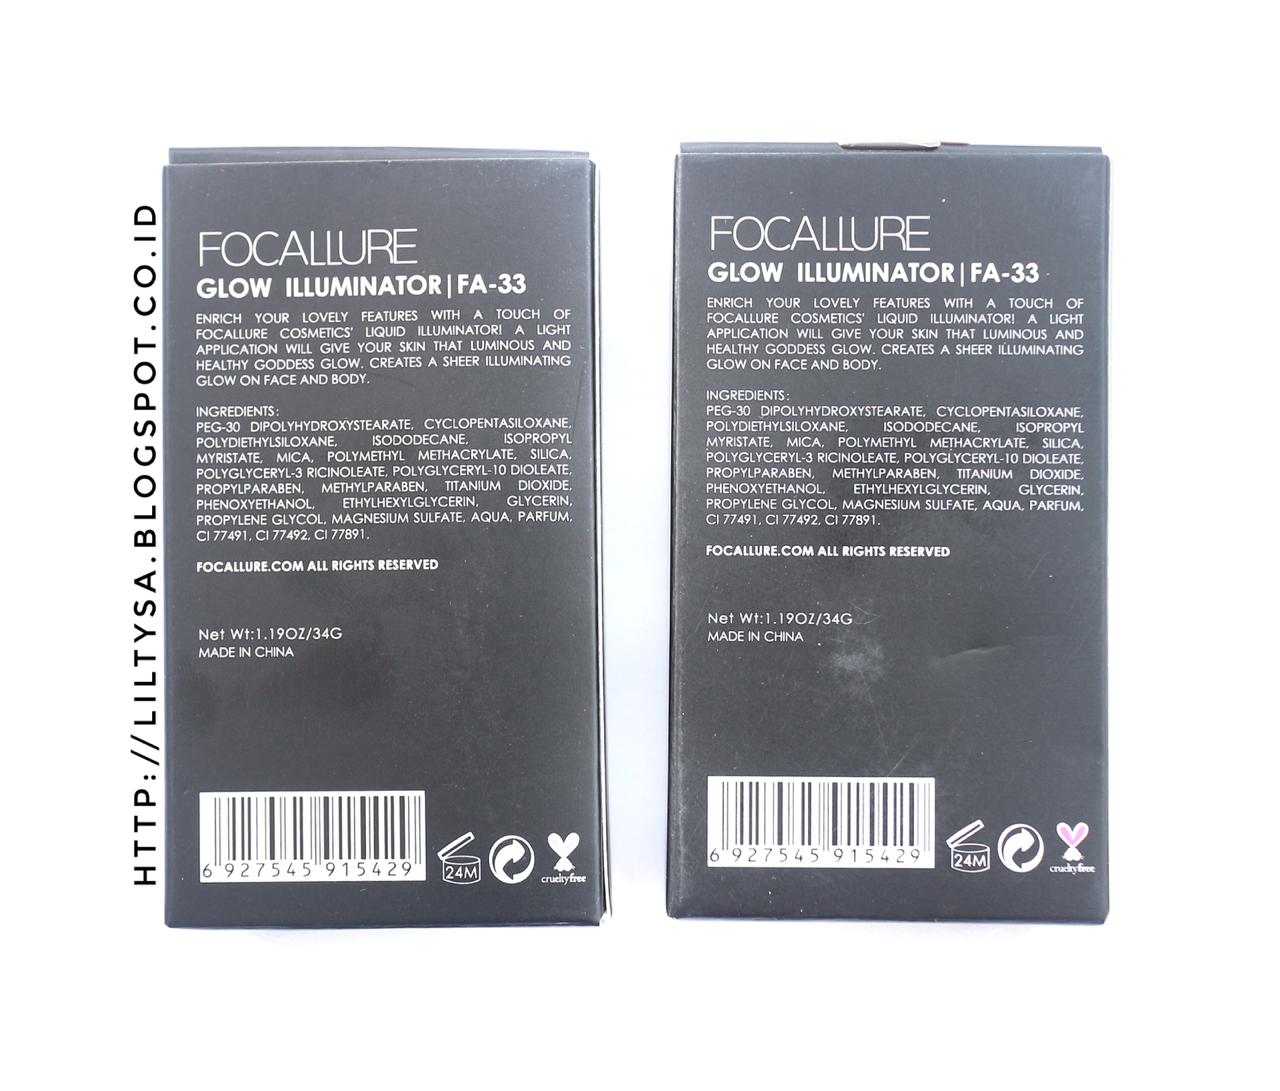 HTTP://LILTYSA.BLOGSPOT.CO.ID
FOCALLURE
GLOW ILLUMINATOR|FA-33
ENRICH YOUR LOVELY FEATURES WITH A TOUCH OF
FOCALLURE COSMETICS' LIQUID ILLUMINATOR! A LIGHT
APPLICATION WILL GIVE YOUR SKIN THAT LUMINOUS AND
HEALTHY GODDESS GLOW. CREATES A SHEER ILLUMINATING
GLOW ON FACE AND BODY.
INGREDIENTS:
PEG-30 DIPOLYHYDROXYSTEARATE, CYCLOPENTASILOXANE,
POLYDIETHYLSILOXANE, ISODODECANE, ISOPROPYL
MYRISTATE, MICA, POLYMETHYL METHACRYLATE, SILICA,
POLYGLYCERYL-3 RICINOLEATE, POLYGLYCERYL-10 DIOLEATE,
PROPYLPARABEN, METHYLPARABEN, TITANIUM DIOXIDE,
PHENOXYETHANOL, ETHYLHEXYLGLYCERIN, GLYCERIN,
PROPYLENE GLYCOL, MAGNESIUM SULFATE, AQUA, PARFUM,
CI 77491, CI 77492, CI 77891.
FOCALLURE.COM ALL RIGHTS RESERVED
Net Wt:1.19OZ/34G
MADE IN CHINA
6 927545 915429
24M
crueltyfree
FOCALLURE
GLOW ILLUMINATOR|FA-33
ENRICH YOUR LOVELY FEATURES WITH A TOUCH OF
FOCALLURE COSMETICS' LIQUID ILLUMINATOR! A LIGHT
APPLICATION WILL GIVE YOUR SKIN THAT LUMINOUS AND
HEALTHY GODDESS GLOW. CREATES A SHEER ILLUMINATING
GLOW ON FACE AND BODY.
INGREDIENTS:
PEG-30 DIPOLYHYDROXYSTEARATE, CYCLOPENTASILOXANE,
POLYDIETHYLSILOXANE, ISODODECANE, ISOPROPYL
MYRISTATE, MICA, POLYMETHYL METHACRYLATE, SILICA,
POLYGLYCERYL-3 RICINOLEATE, POLYGLYCERYL-10 DIOLEATE,
PROPYLPARABEN, METHYLPARABEN, TITANIUM DIOXIDE,
PHENOXYETHANOL, ETHYLHEXYLGLYCERIN, GLYCERIN,
PROPYLENE GLYCOL, MAGNESIUM SULFATE, AQUA, PARFUM,
CI 77491, CI 77492, CI 77891.
FOCALLURE.COM ALL RIGHTS RESERVED
Net Wt:1.19OZ/34G
MADE IN CHINA
6 927545 915429
24M
crueltyfree